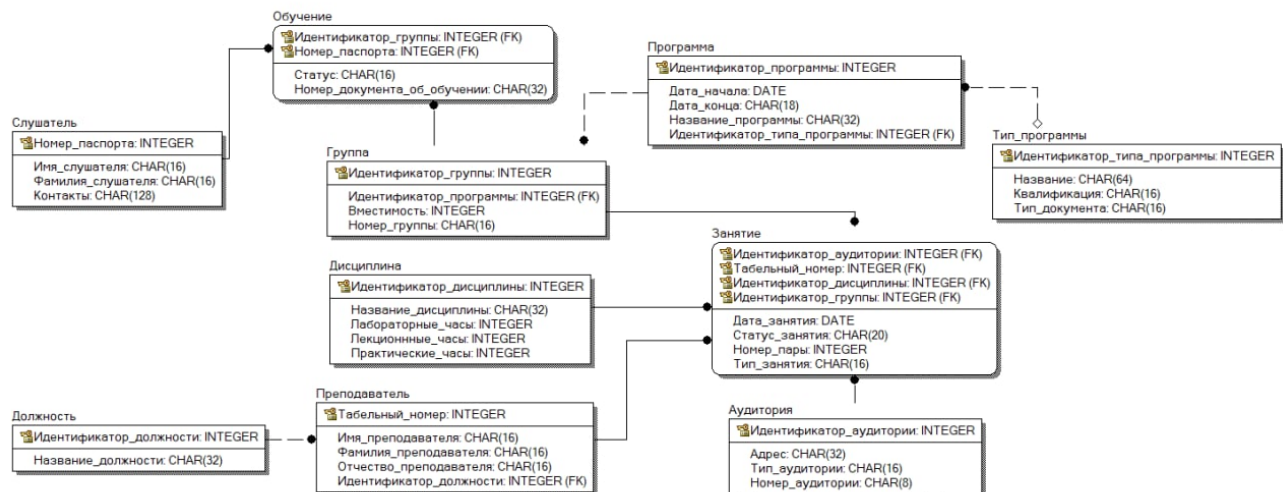 Обучение
Идентификатор_группы: INTEGER (FK)
Номер_паспорта: INTEGER (FK)
Статус: CHAR(16)
Номер_документа_об_обучении: CHAR(32)
Программа
Идентификатор_программы: INTEGER
Дата_начала: DATE
Дата_конца: CHAR(18)
Название_программы: CHAR(32)
Идентификатор_типа_программы: INTEGER (FK)
Слушатель
Номер_паспорта: INTEGER
Имя_слушателя: CHAR(16)
Фамилия_слушателя: CHAR(16)
Контакты: CHAR(128)
Тип_программы
Идентификатор_типа_программы: INTEGER
Название: CHAR(64)
Квалификация: CHAR(16)
Тип_документа: CHAR(16)
Группа
Идентификатор_группы: INTEGER
Идентификатор_программы: INTEGER (FK)
Вместимость: INTEGER
Номер_группы: CHAR(16)
Занятие
Идентификатор_аудитории: INTEGER (FK)
Табельный_номер: INTEGER (FK)
Идентификатор_дисциплины: INTEGER (FK)
Идентификатор_группы: INTEGER (FK)
Дата_занятия: DATE
Статус_занятия: CHAR(20)
Номер_пары: INTEGER
Тип_занятия: CHAR(16)
Дисциплина
Идентификатор_дисциплины: INTEGER
Название_дисциплины: CHAR(32)
Лабораторные_часы: INTEGER
Лекционнные_часы: INTEGER
Практические_часы: INTEGER
Должность
Идентификатор_должности: INTEGER
Название_должности: CHAR(32)
Преподаватель
Табельный_номер: INTEGER
Имя_преподавателя: CHAR(16)
Фамилия_преподавателя: CHAR(16)
Отчество_преподавателя: CHAR(16)
Идентификатор_должности: INTEGER (FK)
Аудитория
Идентификатор_аудитории: INTEGER
Адрес: CHAR(32)
Тип_аудитории: CHAR(16)
Номер_аудитории: CHAR(8)